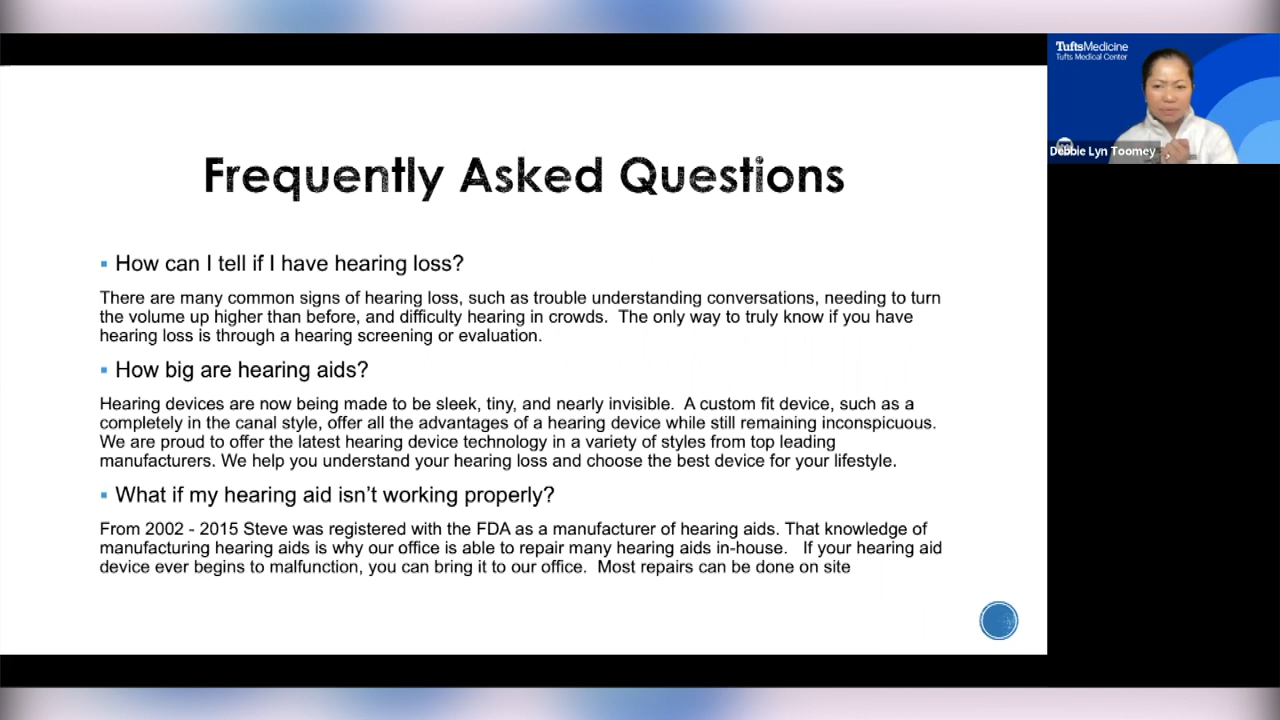 Frequently Asked Questions
How can I tell if I have hearing loss?
There are many common signs of hearing loss, such as trouble understanding conversations, needing to turn
the volume up higher than before, and difficulty hearing in crowds.  The only way to truly know if you have
hearing loss is through a hearing screening or evaluation.
How big are hearing aids?
Hearing devices are now being made to be sleek, tiny, and nearly invisible.  A custom fit device, such as a
completely in the canal style, offer all the advantages of a hearing device while still remaining inconspicuous.
We are proud to offer the latest hearing device technology in a variety of styles from top leading
manufacturers. We help you understand your hearing loss and choose the best device for your lifestyle.
What if my hearing aid isn’t working properly?
From 2002 - 2015 Steve was registered with the FDA as a manufacturer of hearing aids. That knowledge of
manufacturing hearing aids is why our office is able to repair many hearing aids in-house.   If your hearing aid
device ever begins to malfunction, you can bring it to our office.  Most repairs can be done on site
TuftsMedicine
Tufts Medical Center
Debbie Lyn Toomey